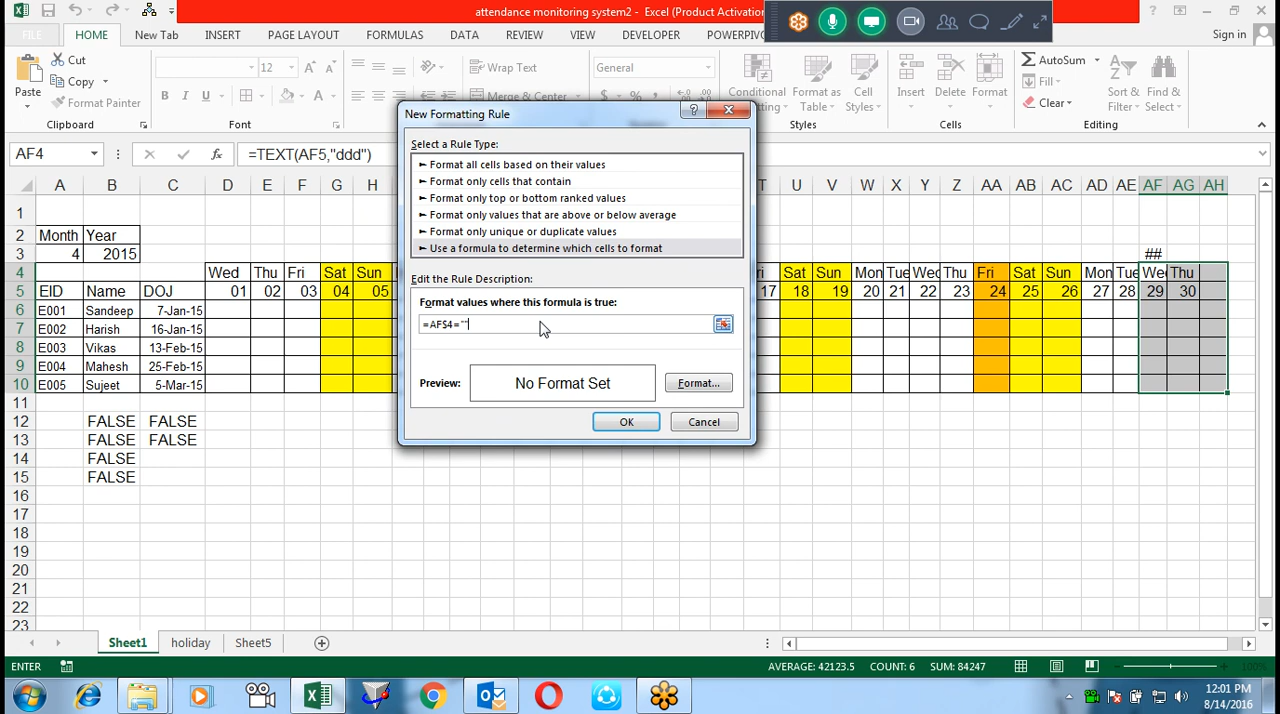 attendance monitoring system2 - Excel (Product Activation
FILE
HOME
New Tab
INSERT
PAGE LAYOUT
FORMULAS
DATA
REVIEW
VIEW
DEVELOPER
Sign in
Paste
Cut
Copy
Format Painter
Clipboard
12
B I U
Font
Wrap Text
Merge & Center
General
$ %
Conditional
Formatting
Format as
Table
Cell
Styles
Styles
Insert
Delete
Format
Cells
AutoSum
Fill
Clear
Sort &
Filter
Find &
Select
Editing
New Formatting Rule
Select a Rule Type:
► Format all cells based on their values
► Format only cells that contain
► Format only top or bottom ranked values
► Format only values that are above or below average
► Format only unique or duplicate values
► Use a formula to determine which cells to format
Edit the Rule Description:
Format values where this formula is true:
=AF$4=""
Preview:
No Format Set
Format...
OK
Cancel
AF4
fx
=TEXT(AF5,"ddd")
A B C D E F G H T U V W X Y Z AA AB AC AD AE AF AG AH
1
2 Month Year
3 4 2015 ##
4 Wed Thu Fri Sat Sun Sat Sun Mon Tue Wed Thu Fri Sat Sun Mon Tue Wed Thu
5 EID Name DOJ 01 02 03 04 05 17 18 19 20 21 22 23 24 25 26 27 28 29 30
6 E001 Sandeep 7-Jan-15
7 E002 Harish 16-Jan-15
8 E003 Vikas 13-Feb-15
9 E004 Mahesh 25-Feb-15
10 E005 Sujeet 5-Mar-15
11
12 FALSE FALSE
13 FALSE FALSE
14 FALSE
15 FALSE
16
17
18
19
20
21
22
23
Sheet1
holiday
Sheet5
ENTER
AVERAGE: 42123.5 COUNT: 6 SUM: 84247
100%
12:01 PM
8/14/2016